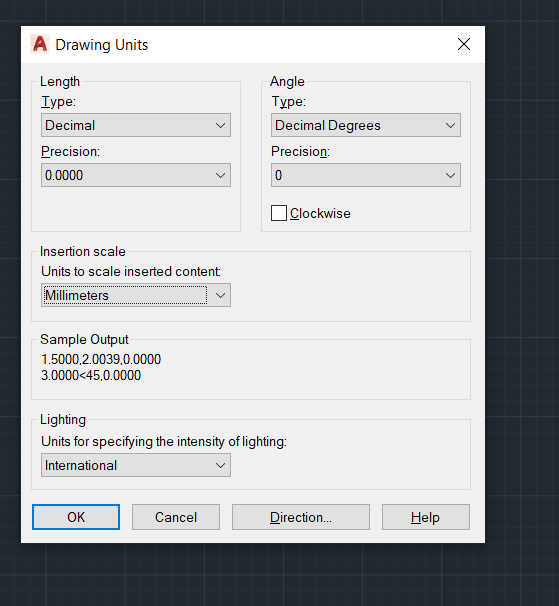 Drawing Units
Length
Type:
Decimal
Precision:
0.0000
Angle
Type:
Decimal Degrees
Precision:
0
Clockwise
Insertion scale
Units to scale inserted content:
Millimeters
Sample Output
1.5000,2.0039,0.0000
3.0000<45,0.0000
Lighting
Units for specifying the intensity of lighting:
International
OK Cancel Direction... Help